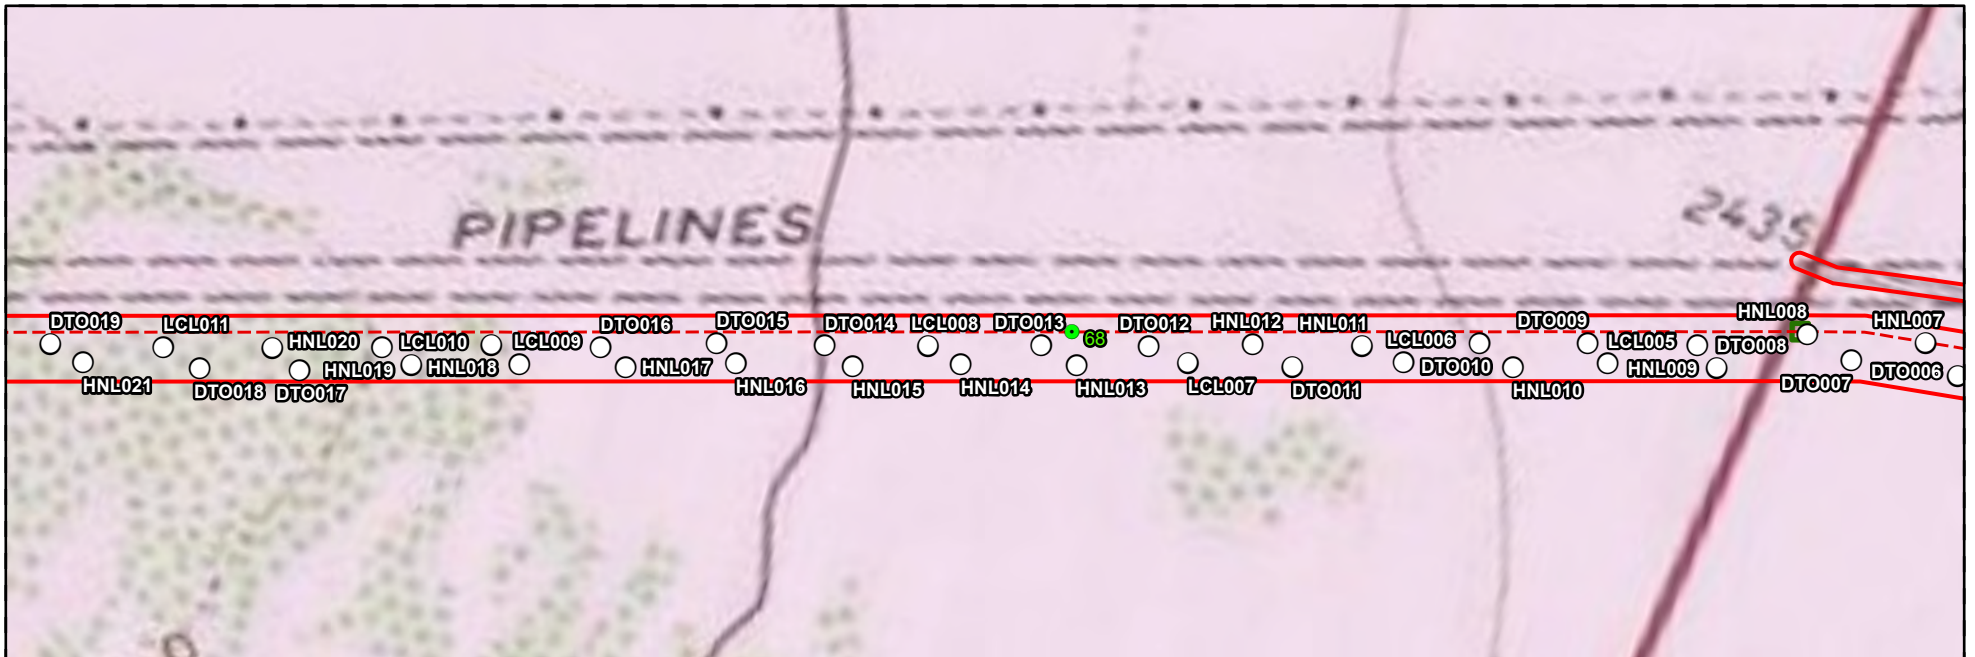 PIPELINES
2435
DTO019
LCL011
HNL020
LCL010
LCL009
DTO016
DTO015
DTO014
LCL008
DTO013
68
DTO012
HNL012
HNL011
LCL006
DTO009
LCL005
DTO008
HNL008
HNL007
HNL021
DTO018
DTO017
HNL019
HNL018
HNL017
HNL016
HNL015
HNL014
HNL013
LCL007
DTO011
DTO010
HNL010
HNL009
DTO007
DTO006